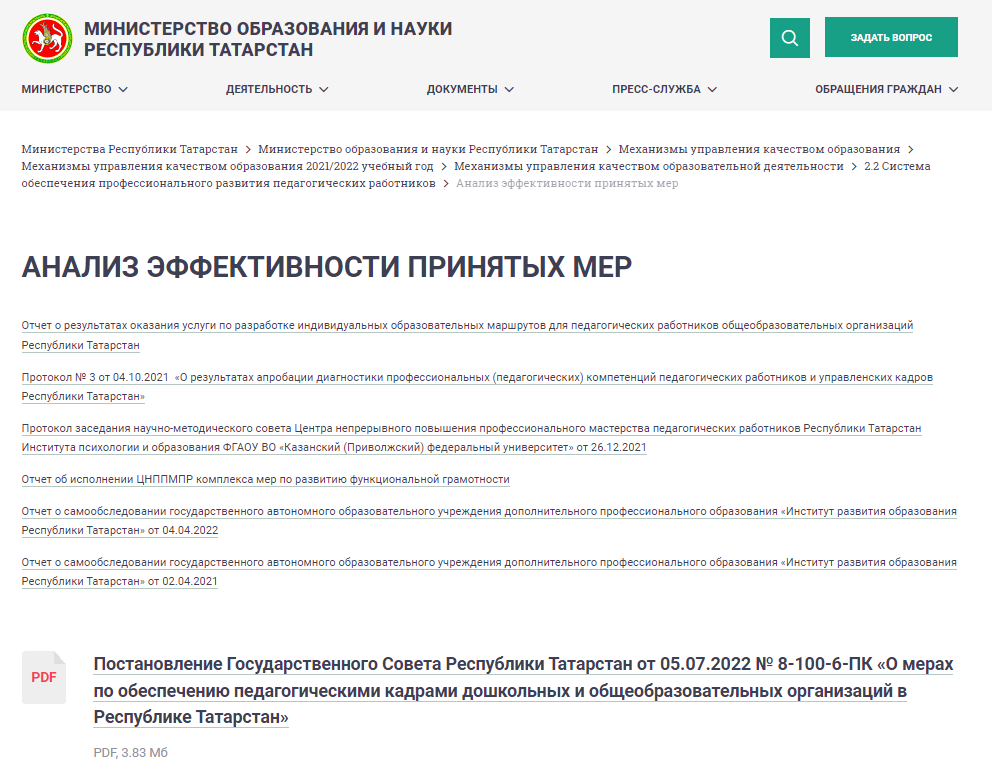 МИНИСТЕРСТВО ОБРАЗОВАНИЯ И НАУКИ
РЕСПУБЛИКИ ТАТАРСТАН
ЗАДАТЬ ВОПРОС
МИНИСТЕРСТВО ДЕЯТЕЛЬНОСТЬ ДОКУМЕНТЫ ПРЕСС-СЛУЖБА ОБРАЩЕНИЯ ГРАЖДАН
Министерства Республики Татарстан > Министерство образования и науки Республики Татарстан > Механизмы управления качеством образования >
Механизмы управления качеством образования 2021/2022 учебный год > Механизмы управления качеством образовательной деятельности > 2.2 Система
обеспечения профессионального развития педагогических работников > Анализ эффективности принятых мер
АНАЛИЗ ЭФФЕКТИВНОСТИ ПРИНЯТЫХ МЕР
Отчет о результатах оказания услуги по разработке индивидуальных образовательных маршрутов для педагогических работников общеобразовательных организаций
Республики Татарстан
Протокол № 3 от 04.10.2021 «О результатах апробации диагностики профессиональных (педагогических) компетенций педагогических работников и управленских кадров
Республики Татарстан»
Протокол заседания научно-методического совета Центра непрерывного повышения профессионального мастерства педагогических работников Республики Татарстан
Института психологии и образования ФГАОУ ВО «Казанский (Приволжский) федеральный университет» от 26.12.2021
Отчет об исполнении ЦНППМПР комплекса мер по развитию функциональной грамотности
Отчет о самообследовании государственного автономного образовательного учреждения дополнительного профессионального образования «Институт развития образования
Республики Татарстан» от 04.04.2022
Отчет о самообследовании государственного автономного образовательного учреждения дополнительного профессионального образования «Институт развития образования
Республики Татарстан» от 02.04.2021
PDF
Постановление Государственного Совета Республики Татарстан от 05.07.2022 № 8-100-6-ПК «О мерах
по обеспечению педагогическими кадрами дошкольных и общеобразовательных организаций в
Республике Татарстан»
PDF, 3.83 Мб